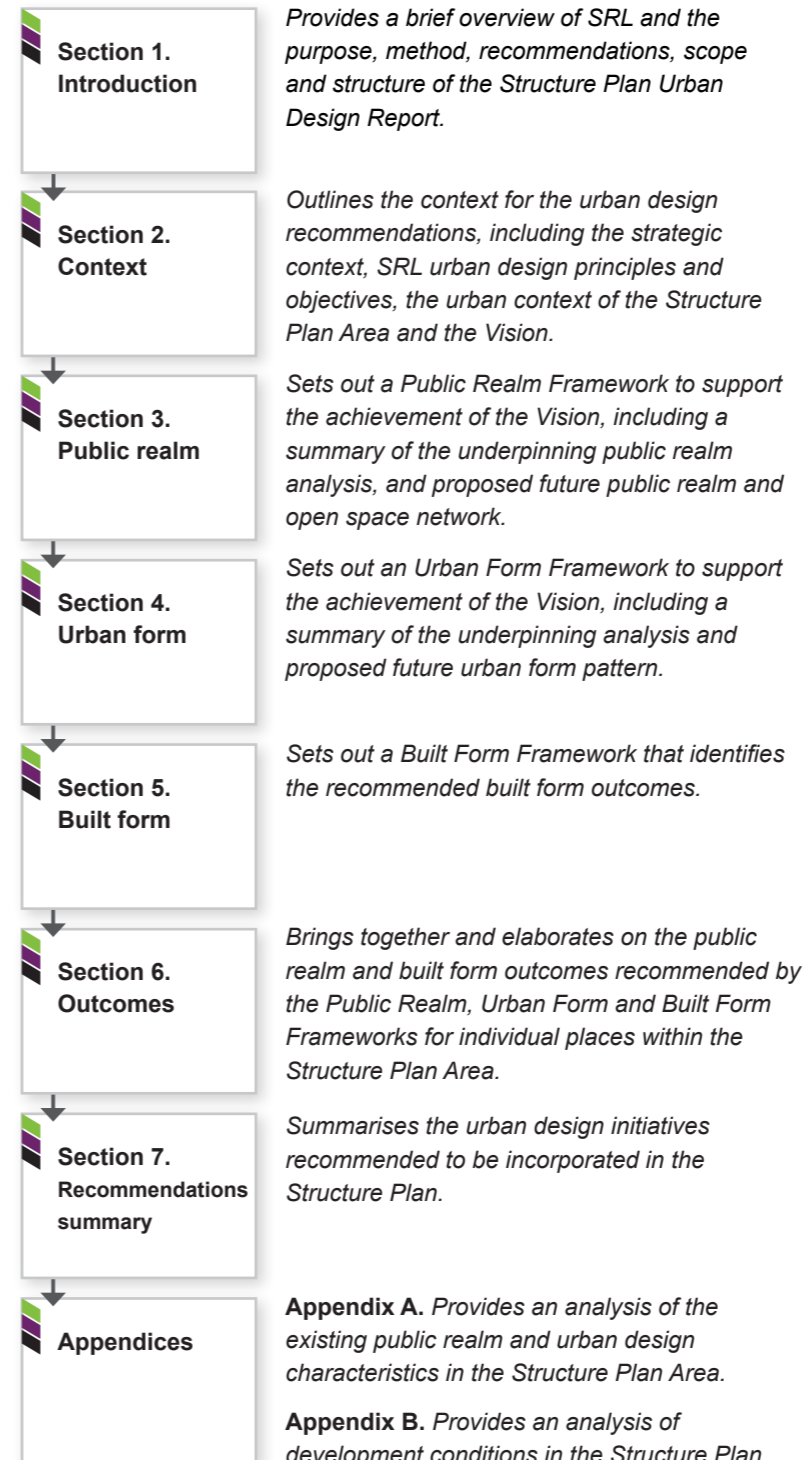 Section 1.
Introduction
Provides a brief overview of SRL and the
purpose, method, recommendations, scope
and structure of the Structure Plan Urban
Design Report.
Section 2.
Context
Outlines the context for the urban design
recommendations, including the strategic
context, SRL urban design principles and
objectives, the urban context of the Structure
Plan Area and the Vision.
Section 3.
Public realm
Sets out a Public Realm Framework to support
the achievement of the Vision, including a
summary of the underpinning public realm
analysis, and proposed future public realm and
open space network.
Section 4.
Urban form
Sets out an Urban Form Framework to support
the achievement of the Vision, including a
summary of the underpinning analysis and
proposed future urban form pattern.
Section 5.
Built form
Sets out a Built Form Framework that identifies
the recommended built form outcomes.
Section 6.
Outcomes
Brings together and elaborates on the public
realm and built form outcomes recommended by
the Public Realm, Urban Form and Built Form
Frameworks for individual places within the
Structure Plan Area.
Section 7.
Recommendations
summary
Summarises the urban design initiatives
recommended to be incorporated in the
Structure Plan.
Appendices
Appendix A. Provides an analysis of the
existing public realm and urban design
characteristics in the Structure Plan Area.
Appendix B. Provides an analysis of
development conditions in the Structure Plan